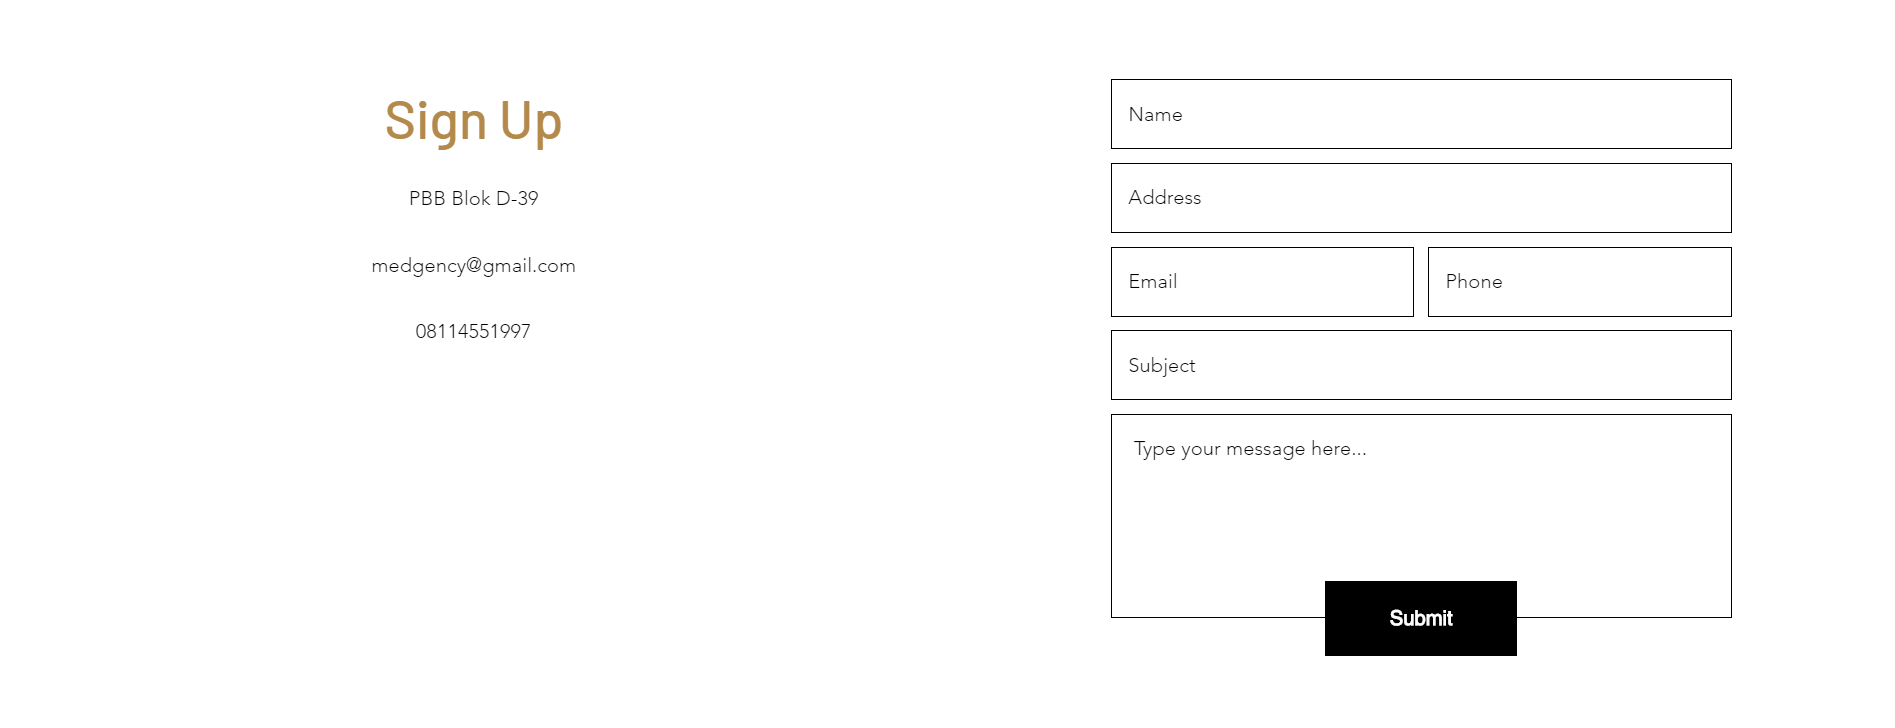 Sign Up
PBB Blok D-39
medgency@gmail.com
08114551997
Name
Address
Email
Phone
Subject
Type your message here...
Submit